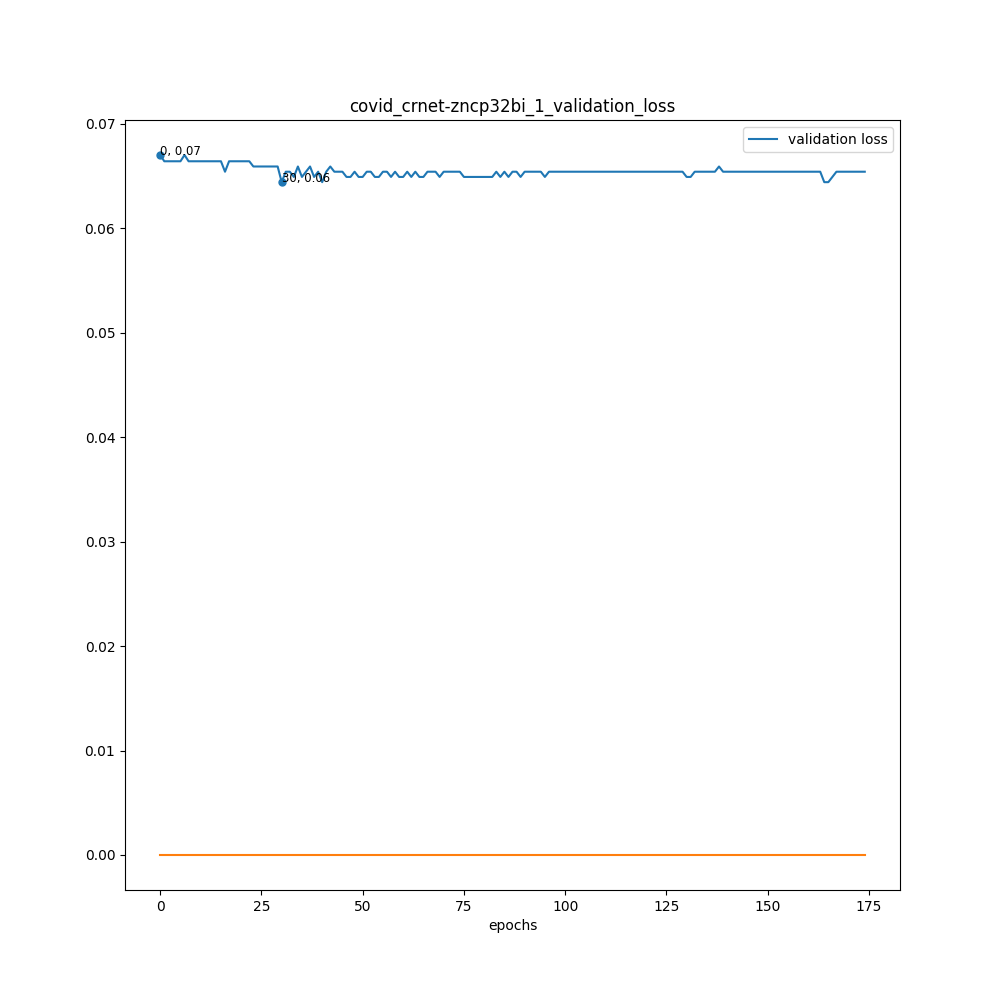 covid_crnet-zncp32bi_1_validation_loss
0.07
validation loss
0, 0.07
30, 0.06
0.06
0.05
0.04
0.03
0.02
0.01
0.00
0 25 50 75 100 125 150 175
epochs